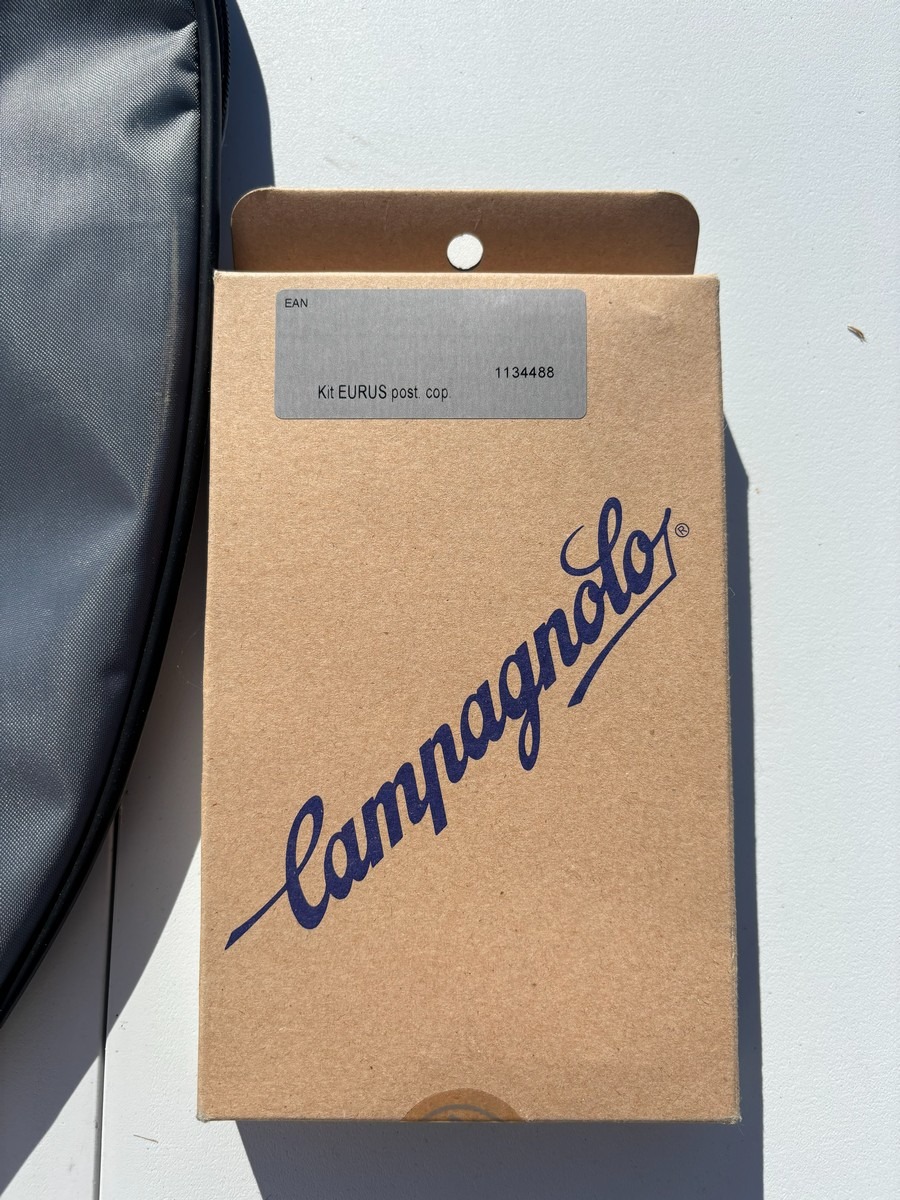 EAN
1134488
Kit EURUS post. cop.
Campagnolo®